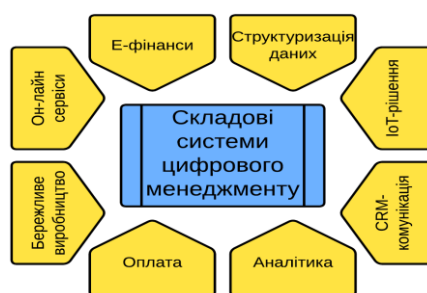 Е-фінанси
Структуризація
даних
Он-лайн
сервіси
ІоТ-рішення
Складові
системи
цифрового
менеджменту
Бережливе
виробництво
CRM-
комунікація
Оплата
Аналітика